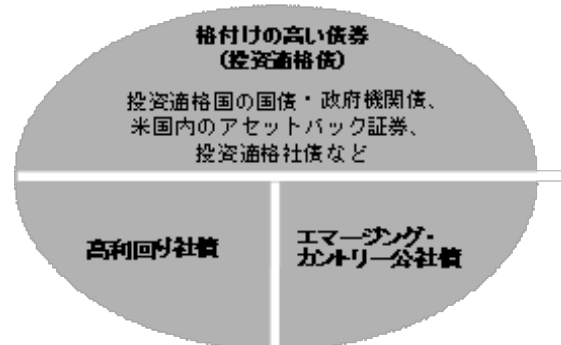 格付けの高い債券
(投資適格債)
投資適格国の国債・政府機関債、
米国内のアセットバック証券、
投資適格社債など
高利回り社債
エマージング・
カントリー公社債